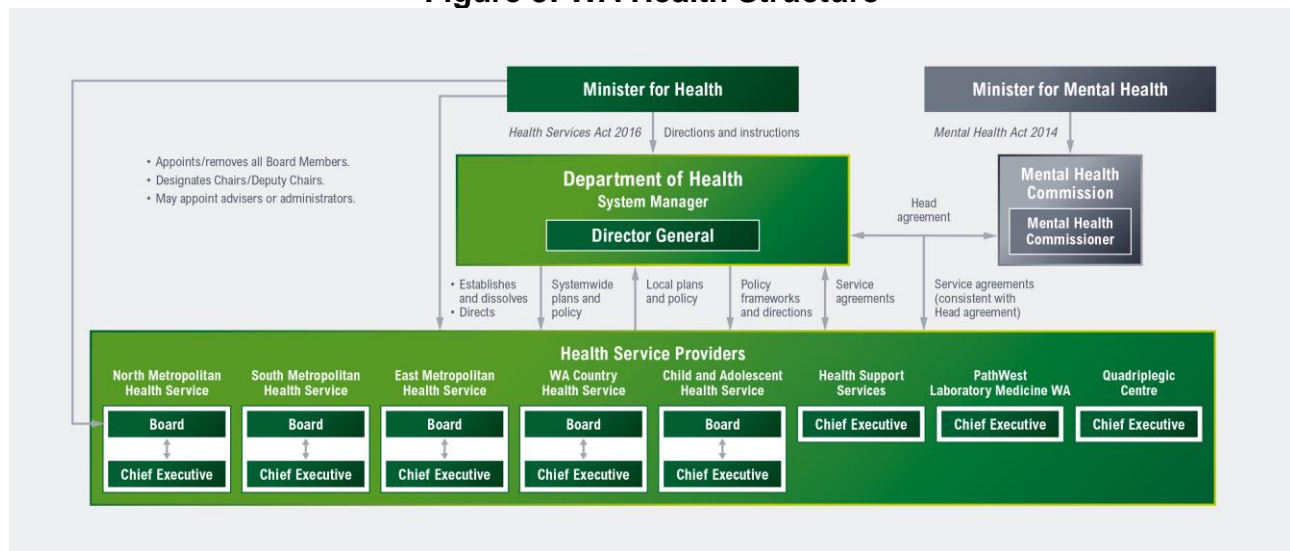 Figure 3. WA Health Structure
Minister for Health
Minister for Mental Health
Health Services Act 2016
Directions and instructions
Mental Health Act 2014
• Appoints/removes all Board Members.
• Designates Chairs/Deputy Chairs.
• May appoint advisers or administrators.
Department of Health
System Manager
Director General
Head
agreement
Mental Health
Commission
Mental Health
Commissioner
• Establishes
and dissolves
• Directs
Systemwide
plans and
policy
Local plans
and policy
Policy
frameworks
and directions
Service
agreements
Service agreements
(consistent with
Head agreement)
Health Service Providers
North Metropolitan
Health Service
Board
Chief Executive
South Metropolitan
Health Service
Board
Chief Executive
East Metropolitan
Health Service
Board
Chief Executive
WA Country
Health Service
Board
Chief Executive
Child and Adolescent
Health Service
Board
Chief Executive
Health Support
Services
Chief Executive
PathWest
Laboratory Medicine WA
Chief Executive
Quadriplegic
Centre
Chief Executive